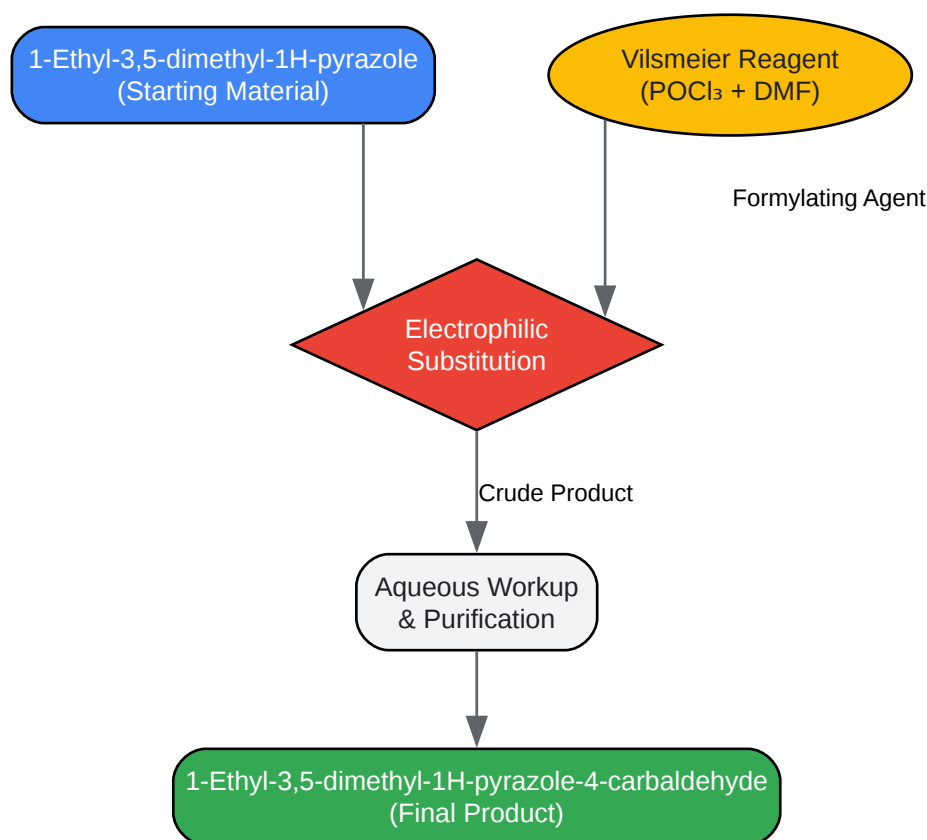 1-Ethyl-3,5-dimethyl-1H-pyrazole
(Starting Material)
Vilsmeier Reagent
(POCl₃ + DMF)
Formylating Agent
Electrophilic
Substitution
Crude Product
Aqueous Workup
& Purification
1-Ethyl-3,5-dimethyl-1H-pyrazole-4-carbaldehyde
(Final Product)